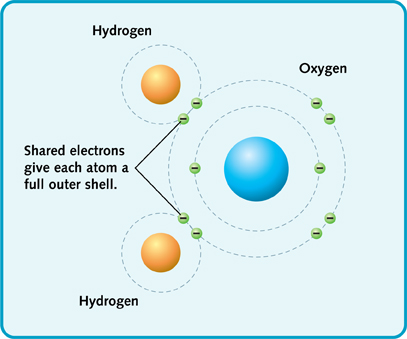 Hydrogen
Oxygen
Shared electrons
give each atom a
full outer shell.
Hydrogen